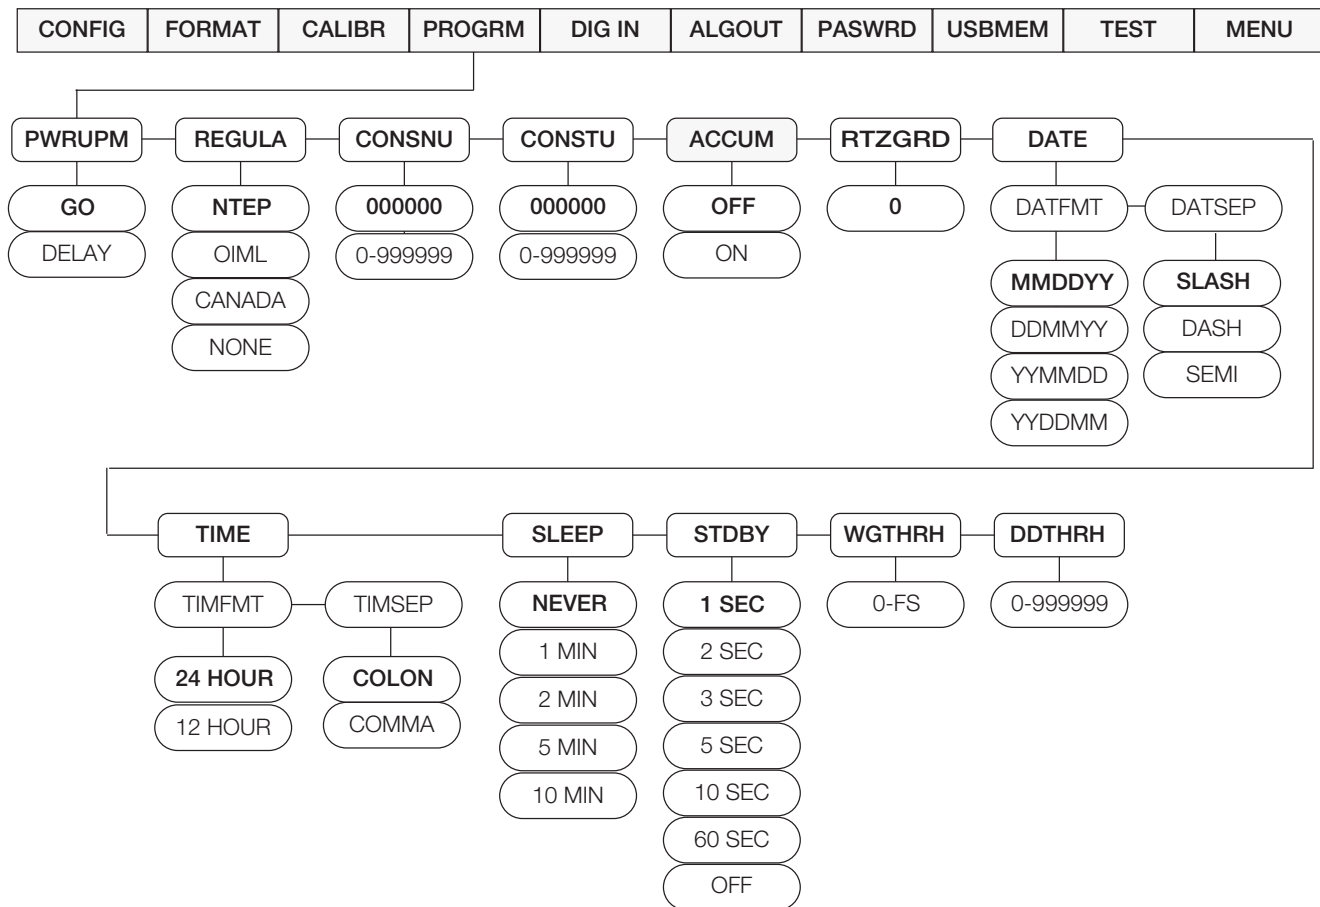 CONFIG FORMAT CALIBR PROGRM DIG IN ALGOUT PASWRD USBMEM TEST MENU
PWRUPM REGULA CONSNU CONSTU ACCUM RTZGRD DATE
GO NTEP 000000 000000 OFF 0 DATFMT DATSEP
DELAY OIML 0-999999 0-999999 ON
CANADA MMDDYY SLASH
NONE DDMMYY DASH
YYMMDD SEMI
YYDDMM
TIME SLEEP STDBY WGTHRH DDTHRH
TIMFMT TIMSEP NEVER 1 SEC 0-FS 0-999999
1 MIN 2 SEC
24 HOUR COLON 2 MIN 3 SEC
12 HOUR COMMA 5 MIN 5 SEC
10 MIN 10 SEC
60 SEC
OFF